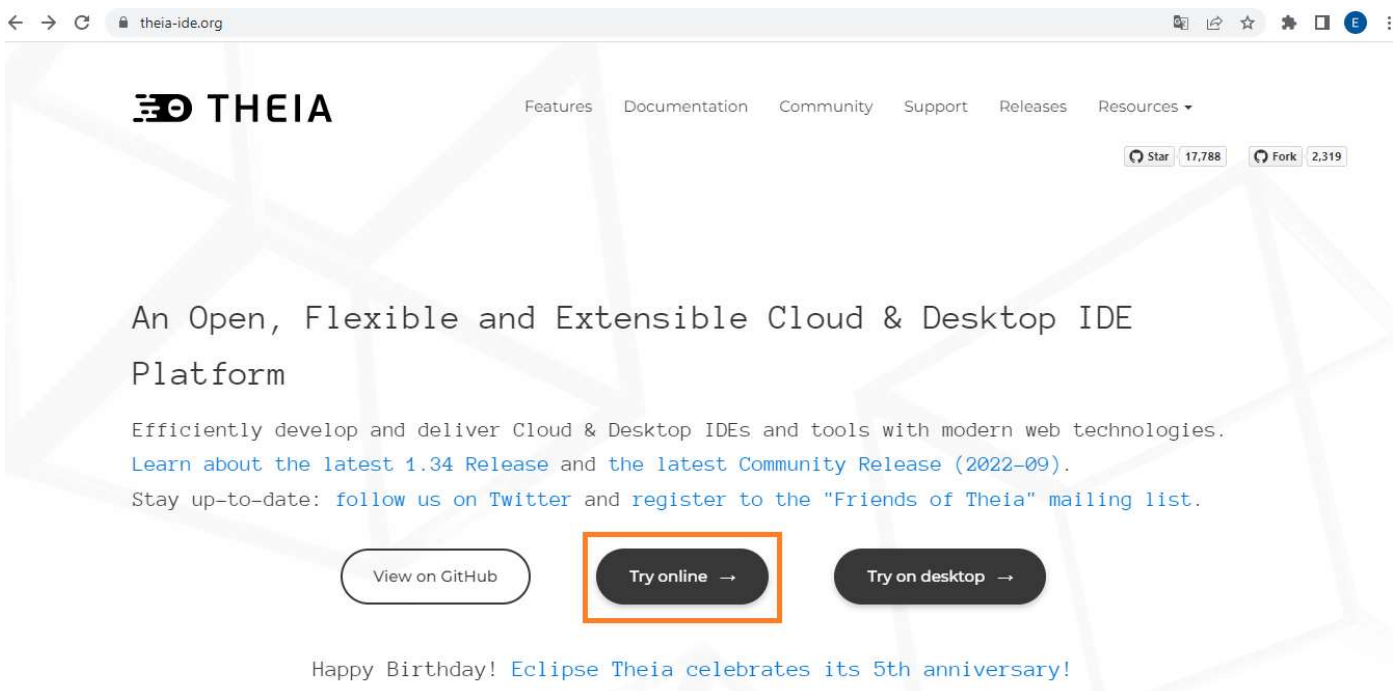 theia-ide.org
E
THEIA
Features Documentation Community Support Releases Resources
Star 17,788 Fork 2,319
An Open, Flexible and Extensible Cloud & Desktop IDE
Platform
Efficiently develop and deliver Cloud & Desktop IDEs and tools with modern web technologies.
Learn about the latest 1.34 Release and the latest Community Release (2022-09).
Stay up-to-date: follow us on Twitter and register to the "Friends of Theia" mailing list.
View on GitHub Try online → Try on desktop →
Happy Birthday! Eclipse Theia celebrates its 5th anniversary!